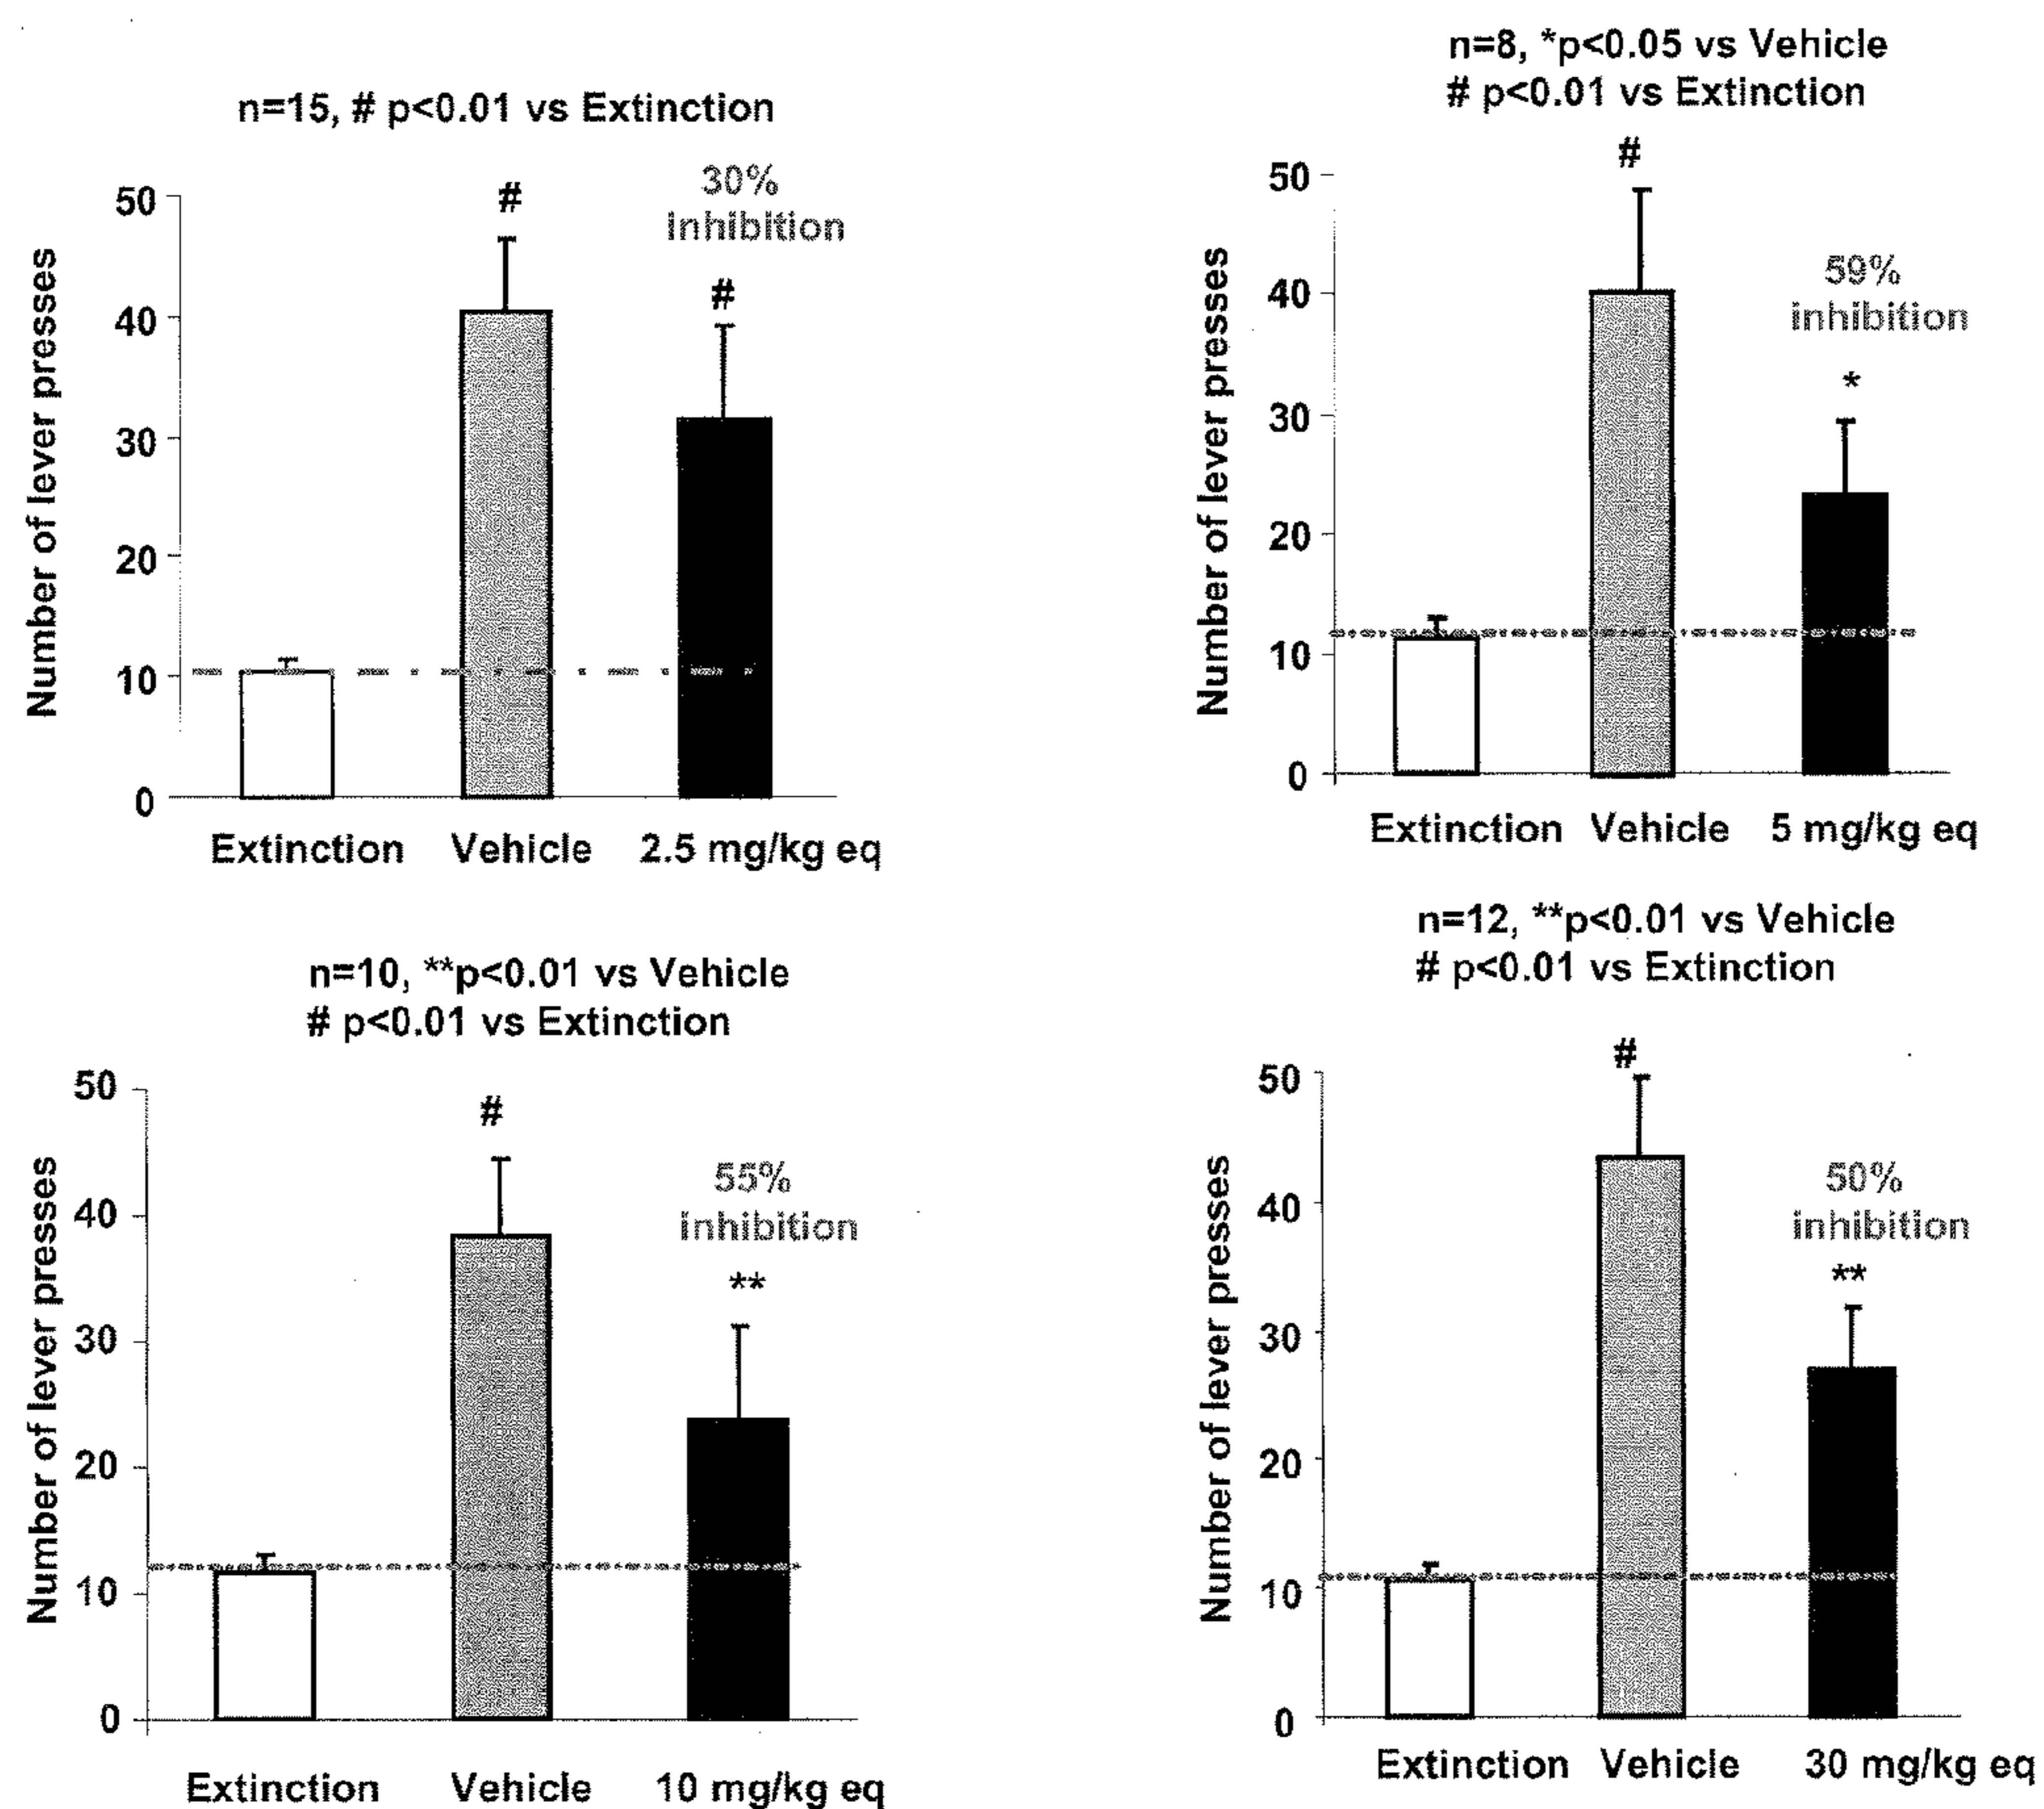 n=15, # p<0.01 vs Extinction
Number of lever presses
50
40
30
20
10
0
#
30%
Inhibition
#
Extinction Vehicle 2.5 mg/kg eq
n=8, *p<0.05 vs Vehicle
# p<0.01 vs Extinction
Number of lever presses
50
40
30
20
10
0
#
59%
inhibition
*
Extinction Vehicle 5 mg/kg eq
n=10, **p<0.01 vs Vehicle
# p<0.01 vs Extinction
Number of lever presses
50
40
30
20
10
0
#
55%
inhibition
**
Extinction Vehicle 10 mg/kg eq
n=12, **p<0.01 vs Vehicle
# p<0.01 vs Extinction
Number of lever presses
50
40
30
20
10
0
#
50%
inhibition
**
Extinction Vehicle 30 mg/kg eq